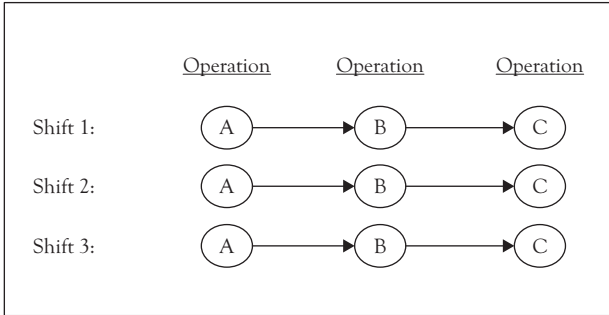 Operation Operation Operation
Shift 1: A B C
Shift 2: A B C
Shift 3: A B C